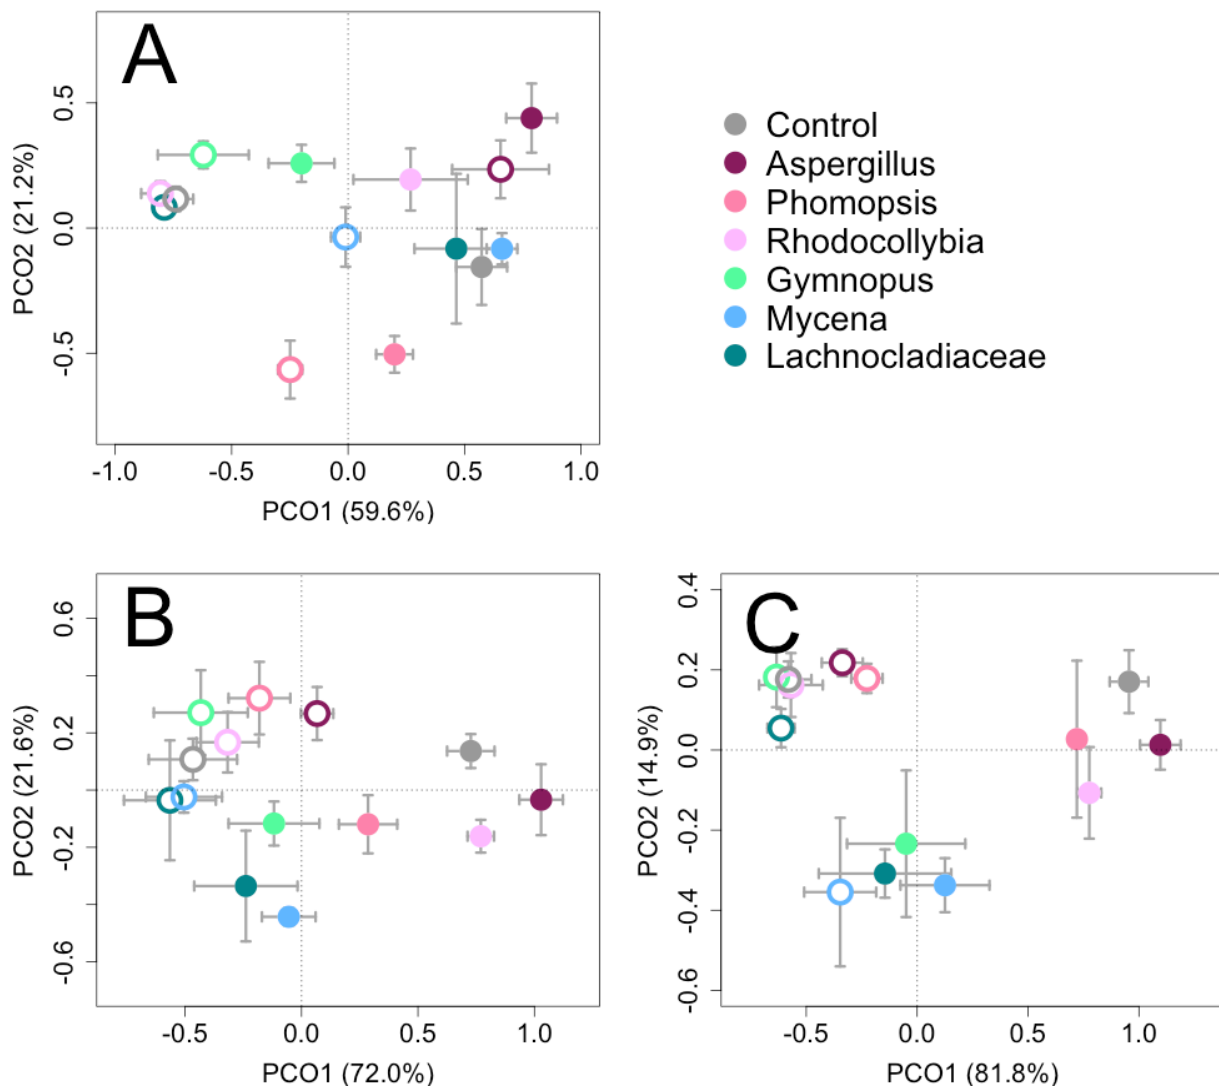 A
PCO2 (21.2%)
0.5
0.0
-0.5
-1.0 -0.5 0.0 0.5 1.0
PCO1 (59.6%)
Control
Aspergillus
Phomopsis
Rhodocollybia
Gymnopus
Mycena
Lachnocladiaceae
B
PCO2 (21.6%)
0.6
0.2
-0.2
-0.6
-0.5 0.0 0.5 1.0
PCO1 (72.0%)
C
PCO2 (14.9%)
0.4
0.2
0.0
-0.2
-0.4
-0.6
-0.5 0.0 0.5 1.0
PCO1 (81.8%)